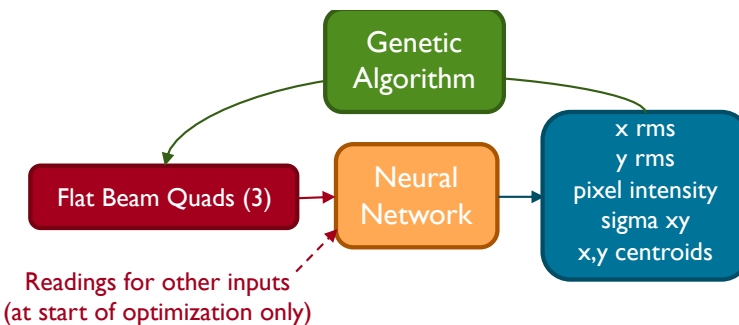 Genetic
Algorithm
Flat Beam Quads (3)
Neural
Network
x rms
y rms
pixel intensity
sigma xy
x,y centroids
Readings for other inputs
(at start of optimization only)